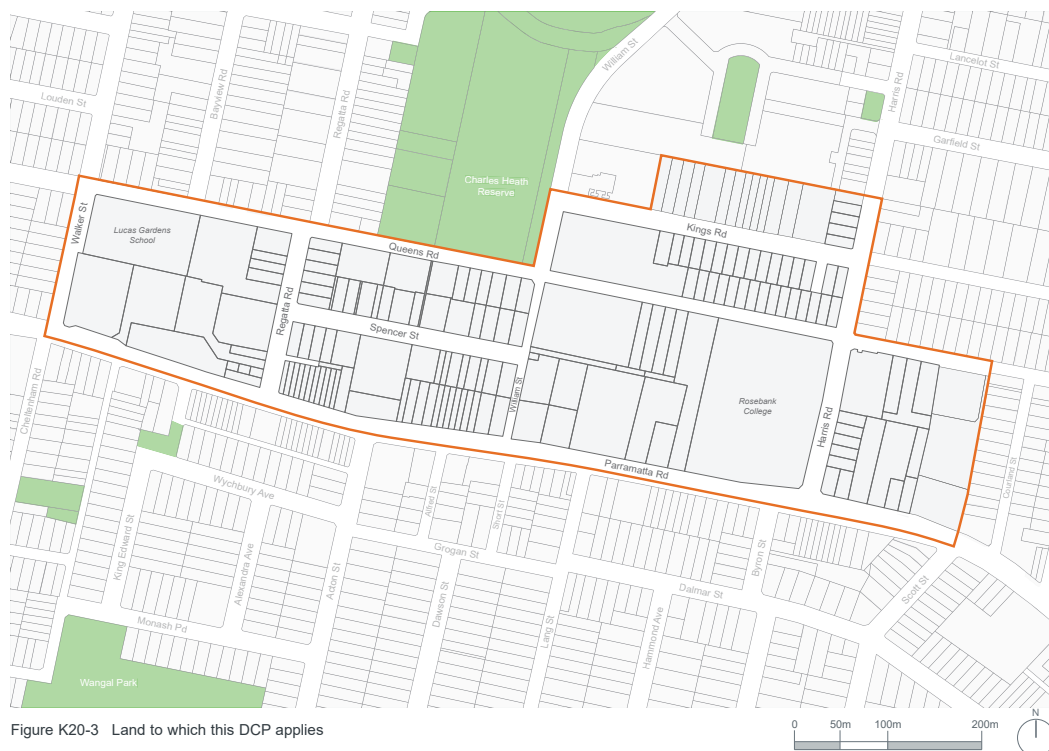 William St
Lancelot St
Harris Rd
Bayview Rd
Louden St
Regatta Rd
Garfield St
Charles Heath
Reserve
Walker St
Lucas Gardens
School
Kings Rd
Queens Rd
Regatta Rd
Spencer St
William St
Rosebank
College
Harris Rd
Cheltenham Rd
Parramatta Rd
Courland St
Wychbury Ave
Alfred St
Short St
King Edward St
Alexandra Ave
Grogan St
Byron St
Adon St
Dawson St
Dalmar St
Scott St
Monash Pd
Lang St
Hammond Ave
Wangal Park
Figure K20-3 Land to which this DCP applies
0 50m 100m 200m
N